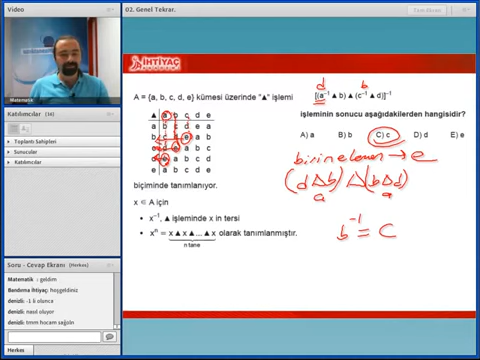 Video
02. Genel Tekrar.
Tam Ekran
Matematik
Katılımcılar (14)
Toplantı Sahipleri
Sunucular
Katılımcılar
Soru - Cevap Ekranı (Herkes)
Matematik : geldim
Bandırma İhtiyaç: hoşgeldiniz
denizli: -1 li olunca
denizli: nasıl oluyor
denizli: tmm hocam sağolın
Herkes
İHTİYAÇ
A = {a, b, c, d, e} kümesi üzerinde "▲" işlemi
▲ a b c d e
a b c d e a
b c d e a b
c d e a b c
d e a b c d
e a b c d e
biçiminde tanımlanıyor.
x ∈ A için
• x⁻¹, ▲ işleminde x in tersi
• xⁿ = x ▲ x ▲ ... ▲ x olarak tanımlanmıştır.
n tane
d b
[(a⁻¹ ▲ b) ▲ (c⁻¹ ▲ d)]⁻¹
işleminin sonucu aşağıdakilerden hangisidir?
A) a B) b C) c D) d E) e
birim eleman → e
(d △ b) △ (b △ d)
a a
b⁻¹ = C